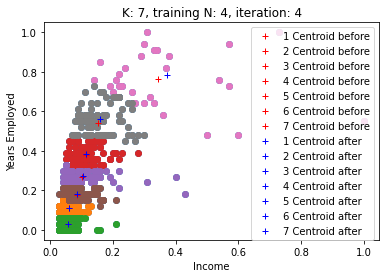 K: 7, training N: 4, iteration: 4
1.0
0.8
0.6
0.4
0.2
0.0
Years Employed
1 Centroid before
2 Centroid before
3 Centroid before
4 Centroid before
5 Centroid before
6 Centroid before
7 Centroid before
1 Centroid after
2 Centroid after
3 Centroid after
4 Centroid after
5 Centroid after
6 Centroid after
7 Centroid after
0.0 0.2 0.4 0.6 0.8 1.0
Income